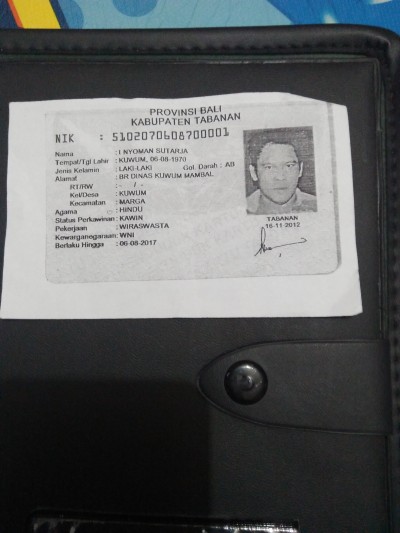 PROVINSI BALI
KABUPATEN TABANAN
NIK : 5102070608700001
Nama : I NYOMAN SUTARJA
Tempat/Tgl Lahir : KUWUM, 06-08-1970
Jenis Kelamin : LAKI-LAKI Gol. Darah : AB
Alamat : BR DINAS KUWUM MAMBAL
RT/RW : - / -
Kel/Desa : KUWUM
Kecamatan : MARGA
Agama : HINDU
Status Perkawinan : KAWIN
Pekerjaan : WIRASWASTA
Kewarganegaraan : WNI
Berlaku Hingga : 06-08-2017
TABANAN
16-11-2012